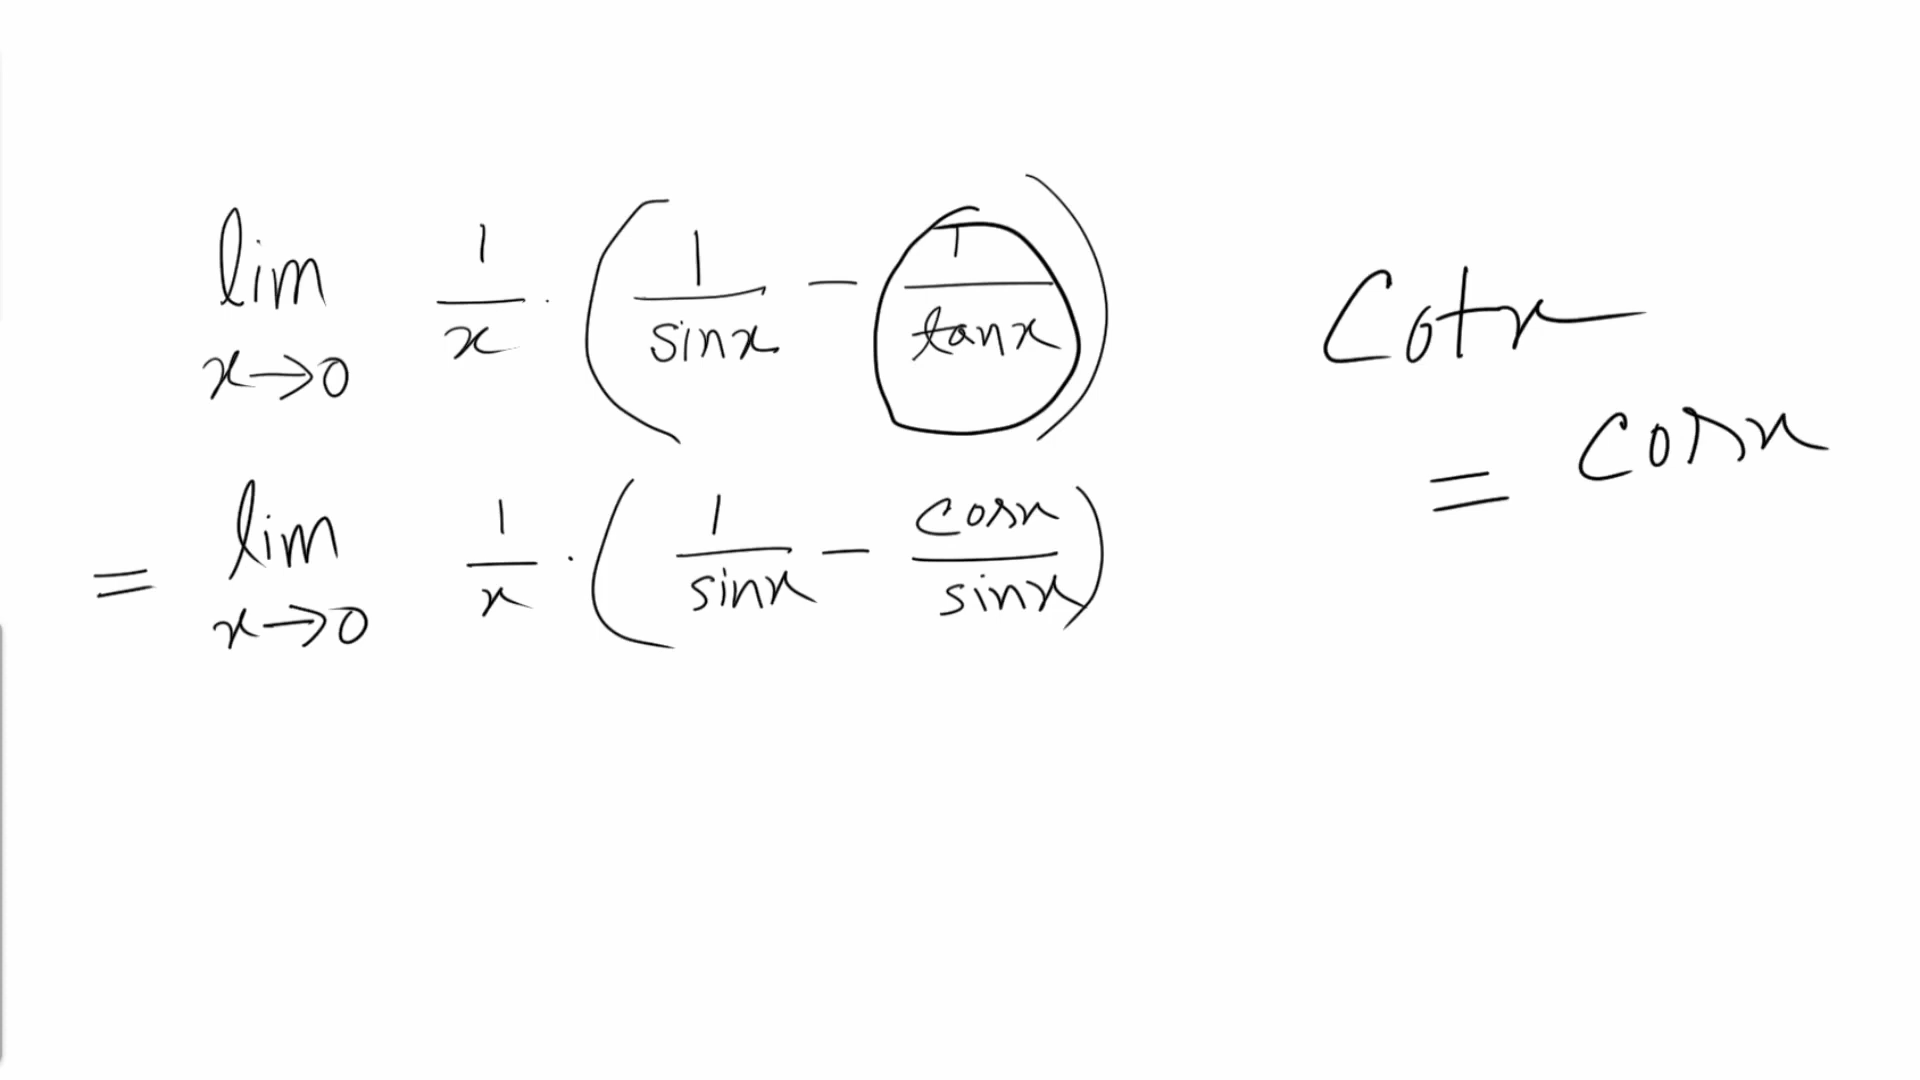 lim x→0 1/x · (1/sinx − 1/tanx)
= lim x→0 1/x · (1/sinx − cosx/sinx)
Cotx
= cosx